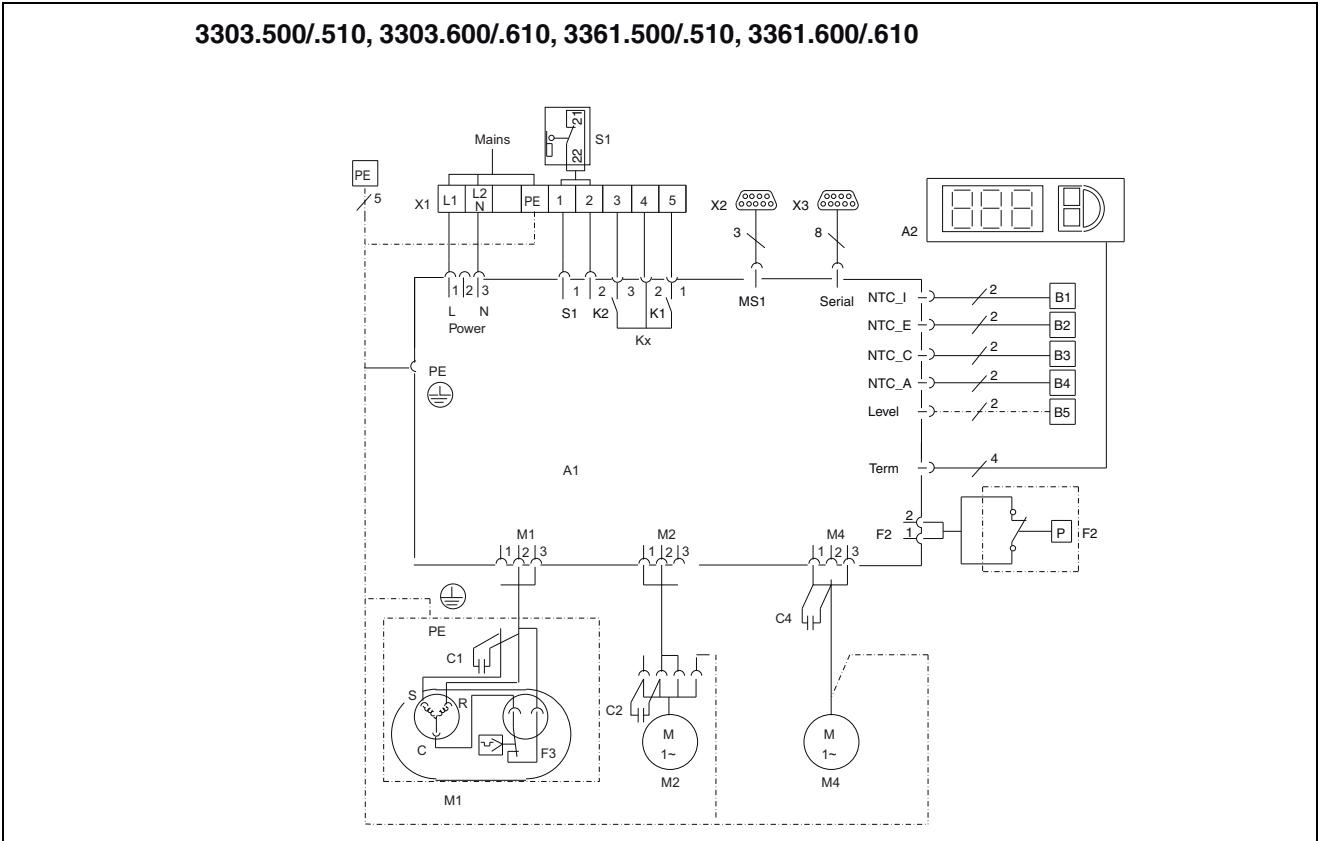 3303.500/.510, 3303.600/.610, 3361.500/.510, 3361.600/.610
Mains
21
22
S1
PE
5
X1
L1
L2
N
PE
1
2
3
4
5
X2
3
X3
8
A2
1
2
3
L
N
Power
1
2
3
2
1
S1
K2
K1
Kx
MS1
Serial
NTC_I
2
B1
NTC_E
2
B2
NTC_C
2
B3
NTC_A
2
B4
Level
2
B5
PE
A1
Term
4
F2
2
1
P
F2
M1
1
2
3
M2
1
2
3
M4
1
2
3
PE
C1
C4
S
R
C
F3
C2
M
1~
M2
M
1~
M4
M1